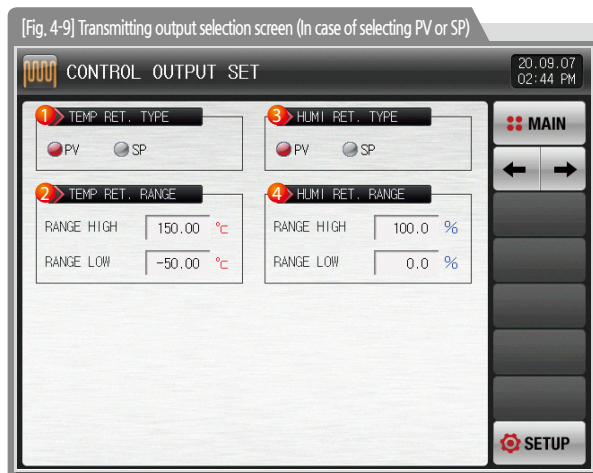 [Fig. 4-9] Transmitting output selection screen (In case of selecting PV or SP)
CONTROL OUTPUT SET
20.09.07
02:44 PM
1 TEMP RET. TYPE
PV SP
2 TEMP RET. RANGE
RANGE HIGH 150.00 ℃
RANGE LOW -50.00 ℃
3 HUMI RET. TYPE
PV SP
4 HUMI RET. RANGE
RANGE HIGH 100.0 %
RANGE LOW 0.0 %
MAIN
SETUP